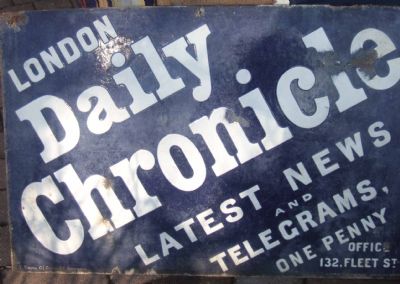 LONDON
Daily
Chronicle
LATEST NEWS
AND
TELEGRAMS,
ONE PENNY
OFFICE
132. FLEET ST.